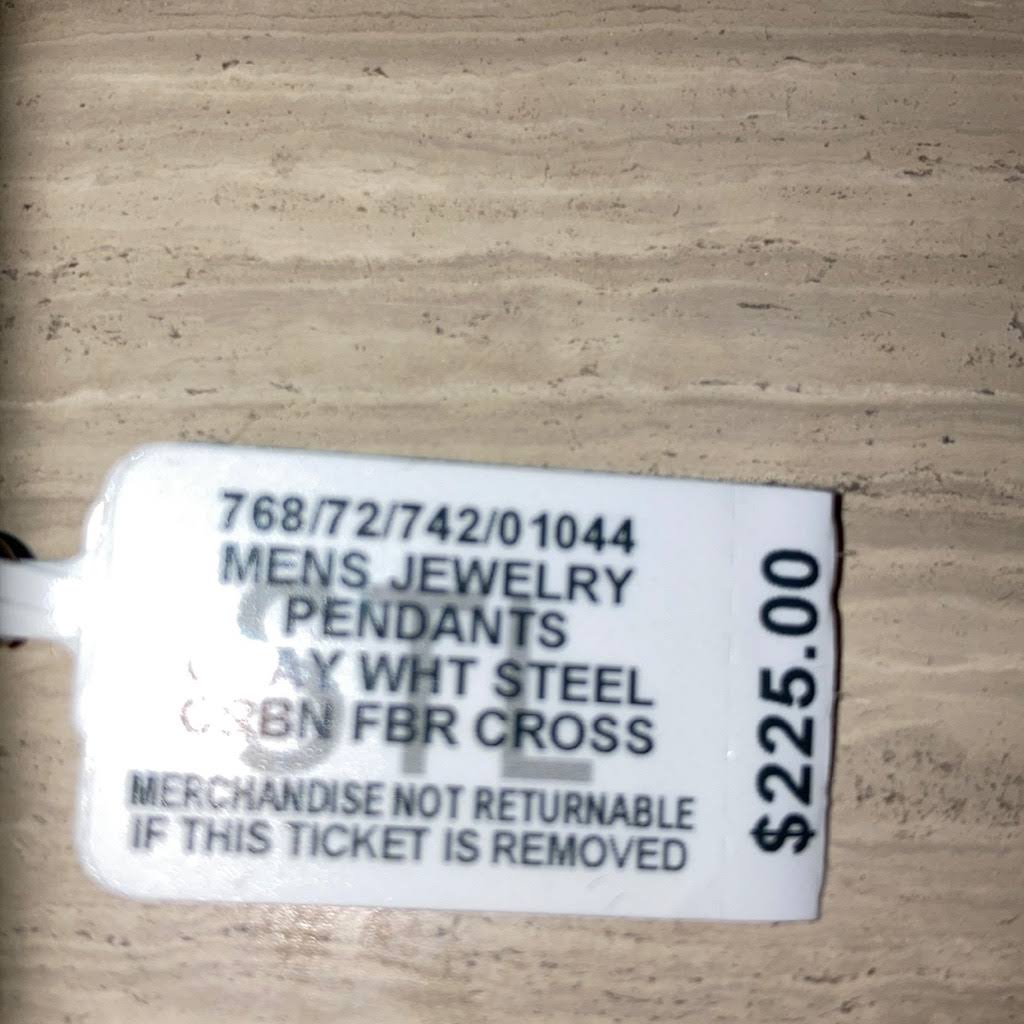 768/72/742/01044
MENS JEWELRY
PENDANTS
WHT STEEL
FBR CROSS
MERCHANDISE NOT RETURNABLE
IF THIS TICKET IS REMOVED
$225.00
STL